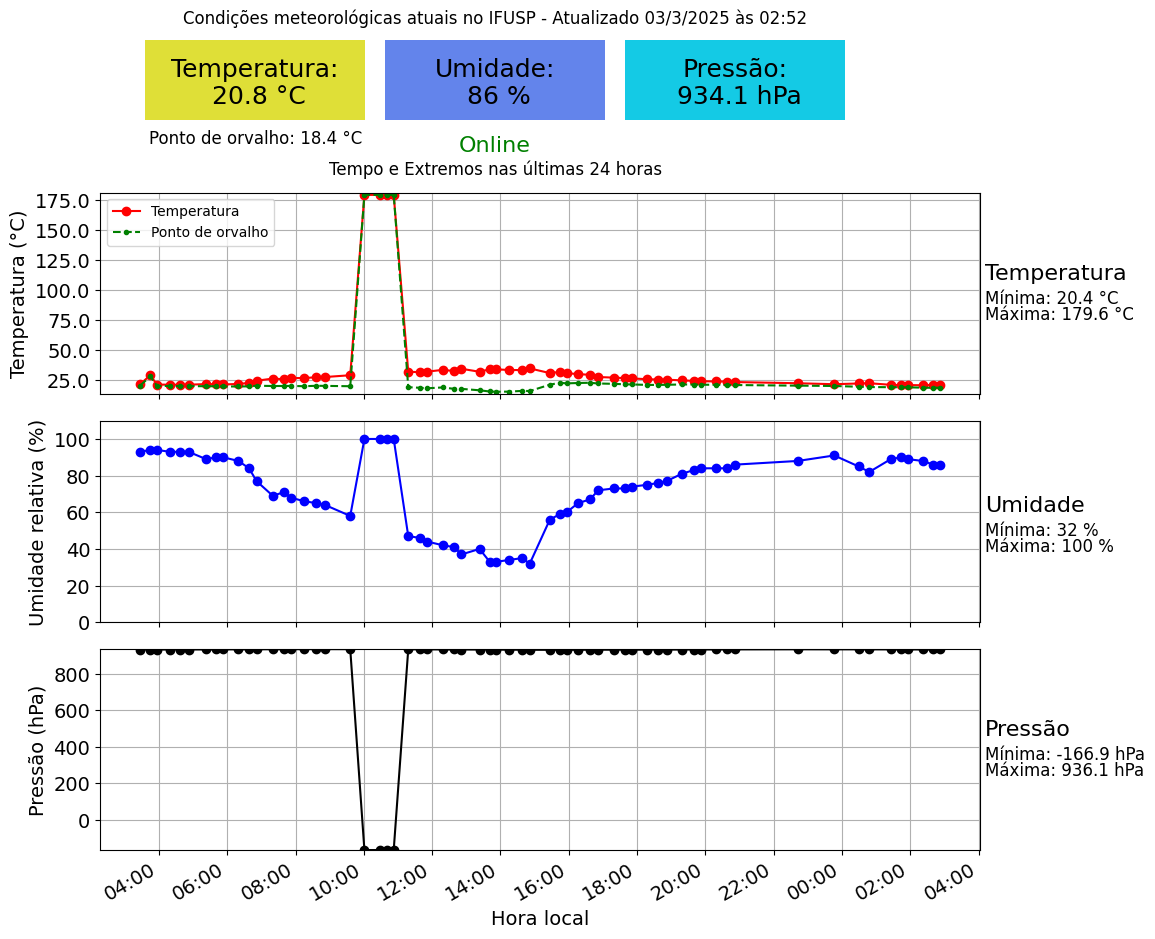 Condições meteorológicas atuais no IFUSP - Atualizado 03/3/2025 às 02:52
Temperatura:
20.8 °C
Umidade:
86 %
Pressão:
934.1 hPa
Ponto de orvalho: 18.4 °C
Online
Tempo e Extremos nas últimas 24 horas
Temperatura (°C)
175.0
150.0
125.0
100.0
75.0
50.0
25.0
Temperatura
Ponto de orvalho
Temperatura
Mínima: 20.4 °C
Máxima: 179.6 °C
Umidade relativa (%)
100
80
60
40
20
0
Umidade
Mínima: 32 %
Máxima: 100 %
Pressão (hPa)
800
600
400
200
0
Pressão
Mínima: -166.9 hPa
Máxima: 936.1 hPa
04:00 06:00 08:00 10:00 12:00 14:00 16:00 18:00 20:00 22:00 00:00 02:00 04:00
Hora local